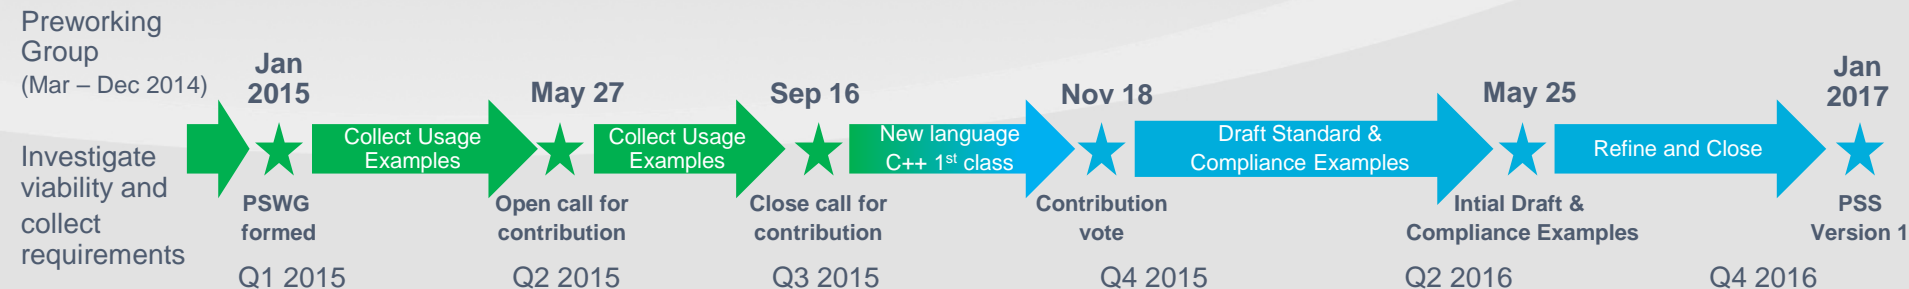 Preworking
Group
(Mar – Dec 2014)
Investigate
viability and
collect
requirements
Jan
2015
May 27
Sep 16
Nov 18
May 25
Jan
2017
Collect Usage
Examples
Collect Usage
Examples
New language
C++ 1st class
Draft Standard &
Compliance Examples
Refine and Close
PSWG
formed
Open call for
contribution
Close call for
contribution
Contribution
vote
Intial Draft &
Compliance Examples
PSS
Version 1
Q1 2015
Q2 2015
Q3 2015
Q4 2015
Q2 2016
Q4 2016